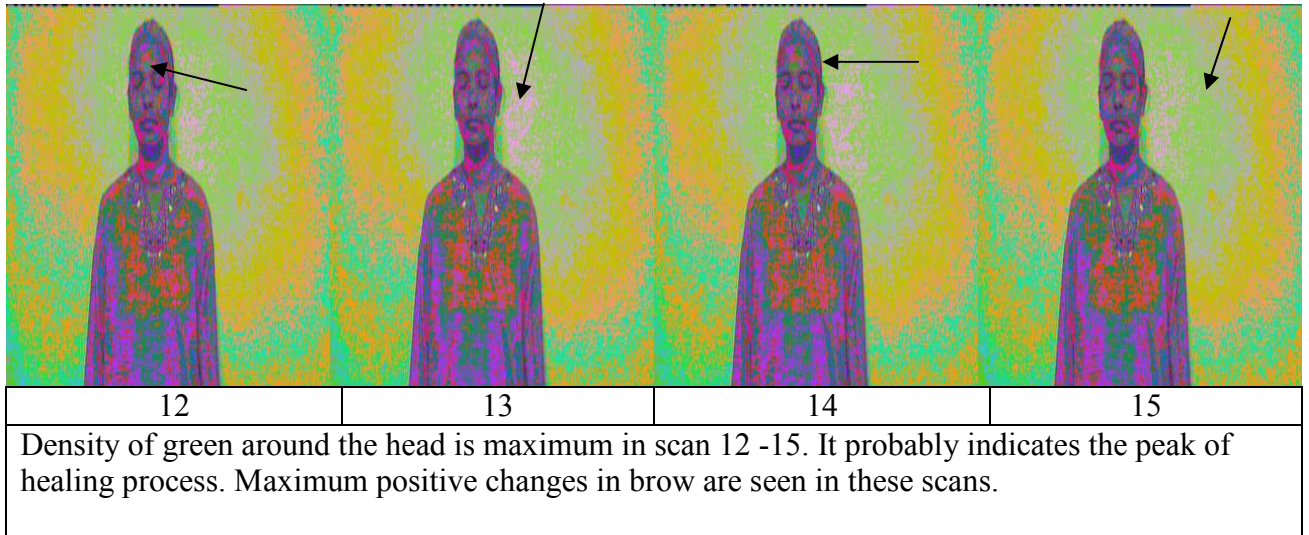 12 13 14 15
Density of green around the head is maximum in scan 12 -15. It probably indicates the peak of
healing process. Maximum positive changes in brow are seen in these scans.